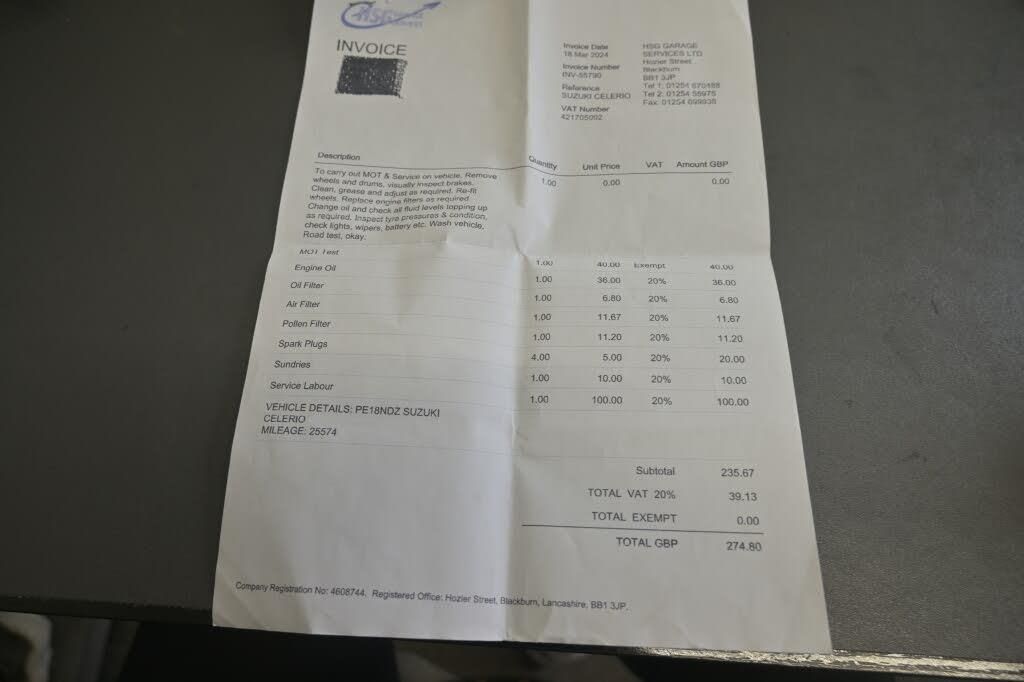 HSG
INVOICE
Invoice Date
18 Mar 2024
Invoice Number
INV-55790
Reference
SUZUKI CELERIO
VAT Number
421705002
HSG GARAGE
SERVICES LTD
Hozier Street
Blackburn
BB1 3JP
Tel 1: 01254 670488
Tel 2: 01254 55975
Fax: 01254 699938
Description Quantity Unit Price VAT Amount GBP
To carry out MOT & Service on vehicle. Remove 1.00 0.00 0.00
wheels and drums, visually inspect brakes.
Clean, grease and adjust as required. Re-fit
wheels. Replace engine filters as required.
Change oil and check all fluid levels topping up
as required. Inspect tyre pressures & condition,
check lights, wipers, battery etc. Wash vehicle,
Road test, okay.
MOT Test 1.00 40.00 Exempt 40.00
Engine Oil 1.00 36.00 20% 36.00
Oil Filter 1.00 6.80 20% 6.80
Air Filter 1.00 11.67 20% 11.67
Pollen Filter 1.00 11.20 20% 11.20
Spark Plugs 4.00 5.00 20% 20.00
Sundries 1.00 10.00 20% 10.00
Service Labour 1.00 100.00 20% 100.00
VEHICLE DETAILS: PE18NDZ SUZUKI
CELERIO
MILEAGE: 25574
Subtotal 235.67
TOTAL VAT 20% 39.13
TOTAL EXEMPT 0.00
TOTAL GBP 274.80
Company Registration No: 4608744. Registered Office: Hozier Street, Blackburn, Lancashire, BB1 3JP.